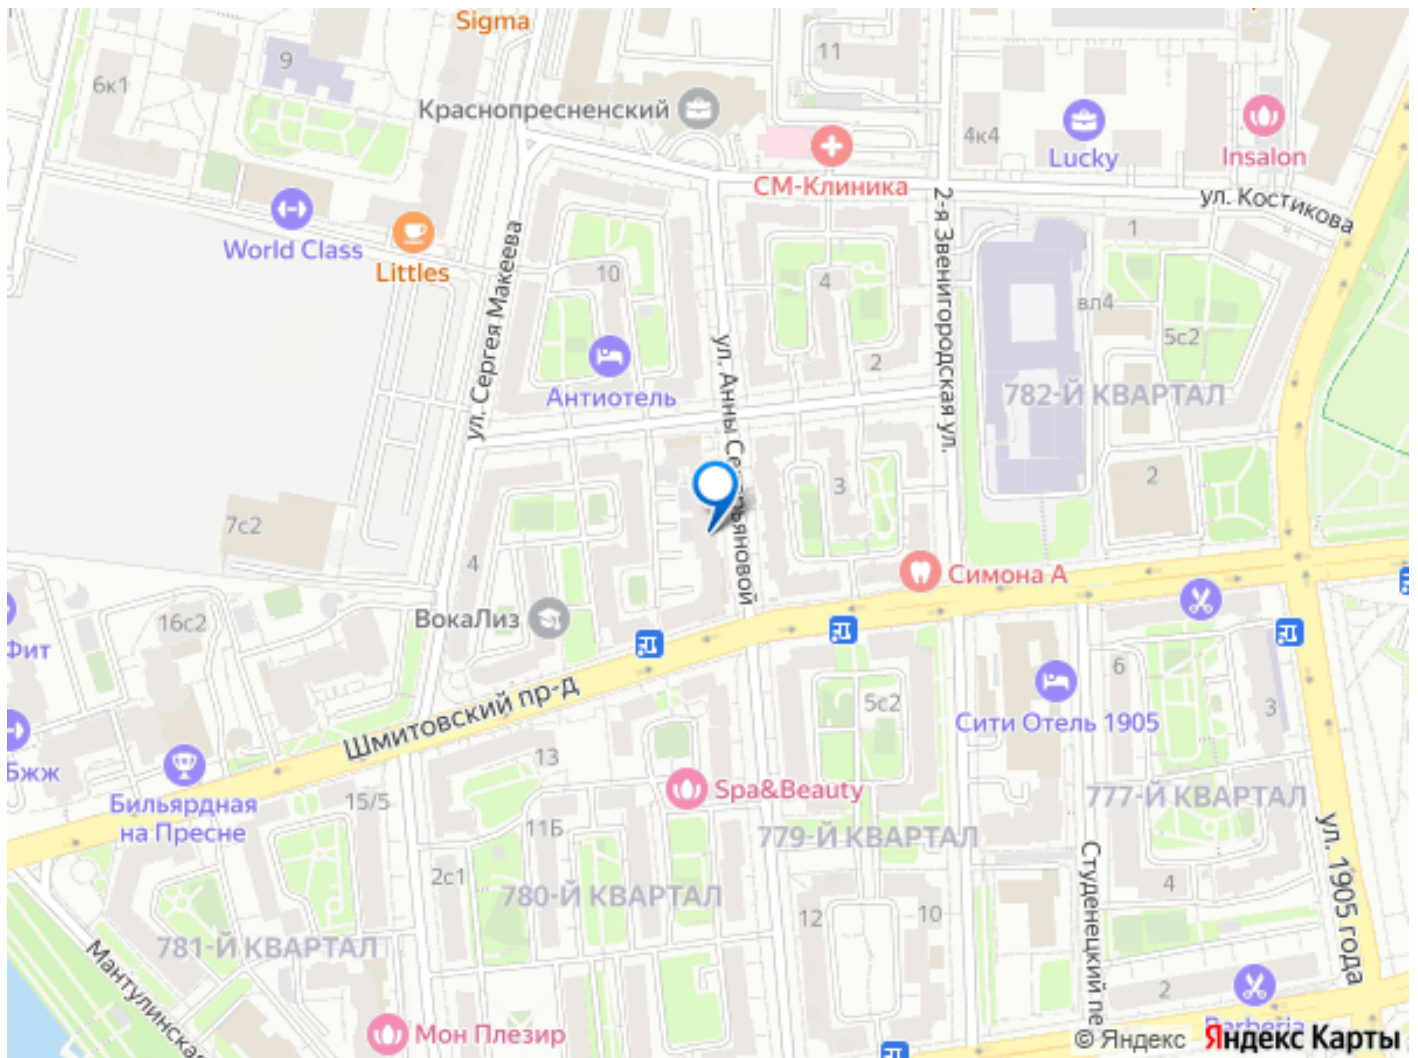 Sigma
9
11
6к1
Краснопресненский
4к4
Lucky
Insalon
СМ-Клиника
ул. Костикова
World Class
Littles
2-я Звенигородская ул.
1
ул. Сергея Макеева
10
4
вл4
5с2
ул. Анны Се
рьяновой
2
Антиотель
782-Й КВАРТАЛ
3
2
7с2
4
Симона А
ВокаЛиз
16с2
Фит
6
5с2
3
Сити Отель 1905
Шмитовский пр-д
13
Бжж
Бильярдная
на Пресне
15/5
Spa&Beauty
777-Й КВАРТАЛ
11Б
779-Й КВАРТАЛ
ул. 1905 года
2с1
780-Й КВАРТАЛ
Студенецкий пе
4
12
10
781-Й КВАРТАЛ
Мантулинская
2
Мон Плезир
Barberia
© Яндекс Яндекс Карты